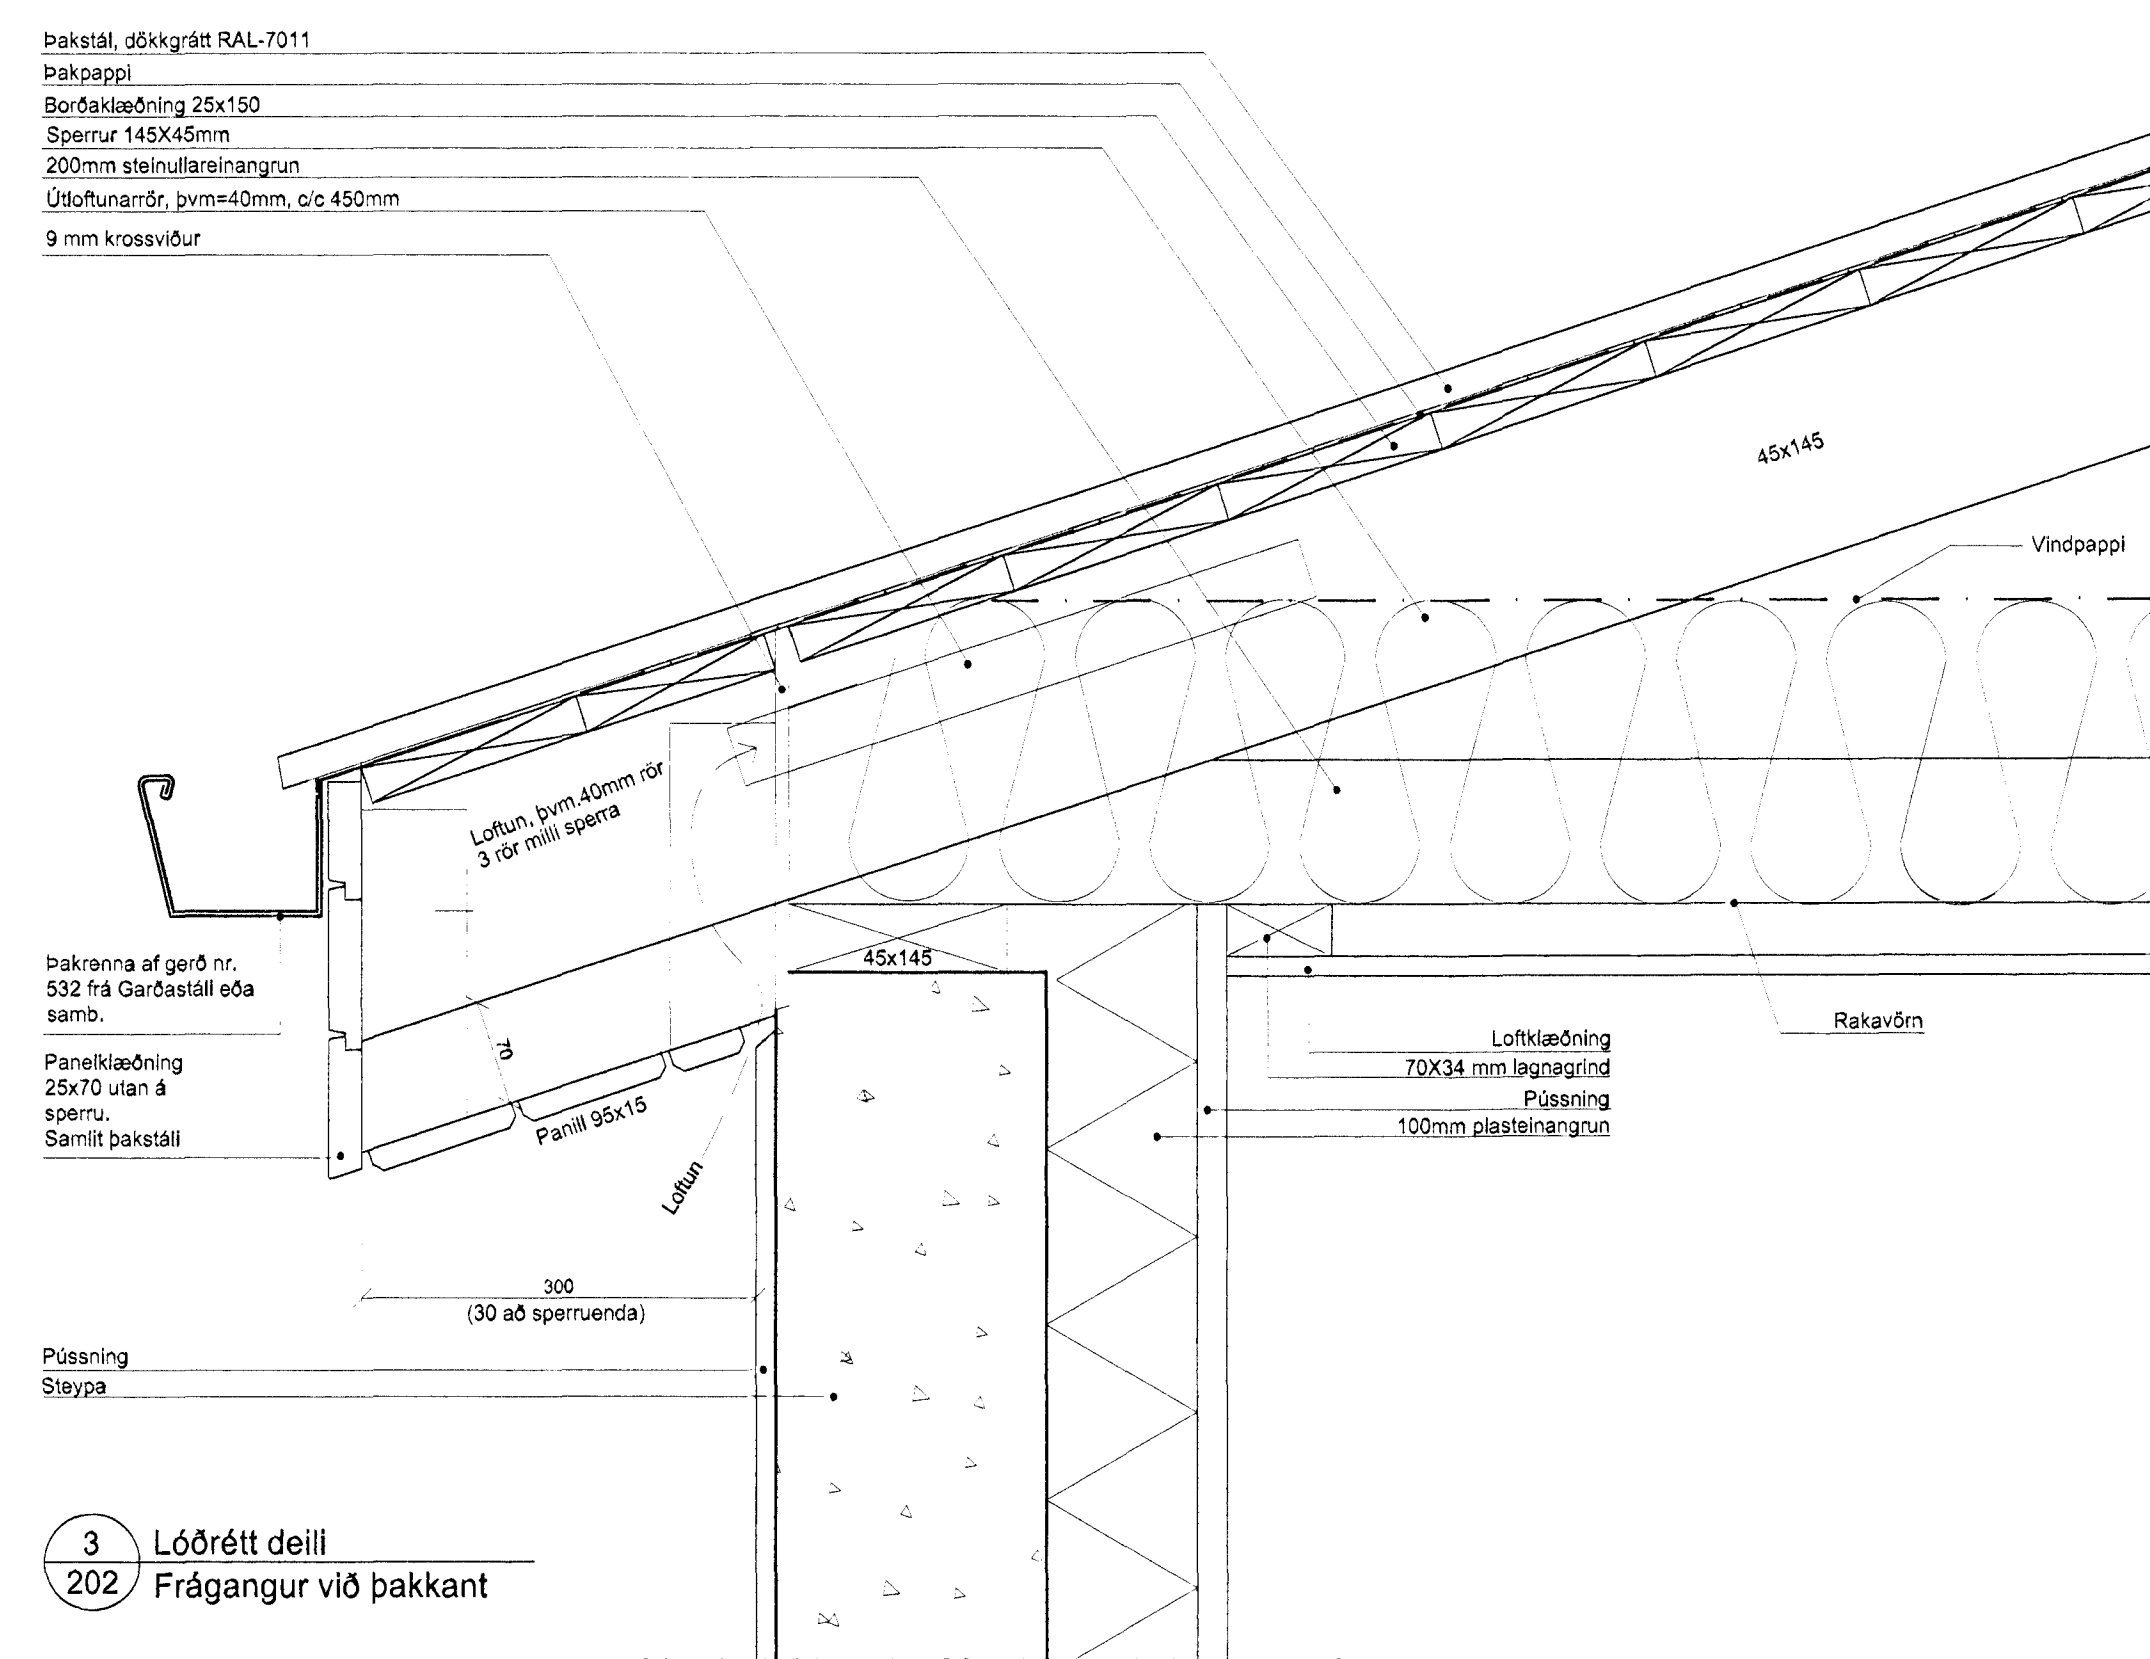 Þakstál, dökkgrátt RAL-7011
Þakpappi
Borðaklæðning 25x150
Sperrur 145X45mm
200mm steinullareinangrun
Útloftunarrör, þvm=40mm, c/c 450mm
9 mm krossviður
45x145
Vindpappi
Loftun, þvm.40mm rör
3 rör milli sperra
45x145
Þakrenna af gerð nr.
532 frá Garðastáli eða
samb.
Rakavörn
Loftklæðning
70X34 mm lagnagrind
Pússning
100mm plasteinangrun
Panelklæðning
25x70 utan á
sperru.
Samlit þakstáli
70
Panill 95x15
Loftun
300
(30 að sperruenda)
Pússning
Steypa
3
202
Lóðrétt deili
Frágangur við þakkant